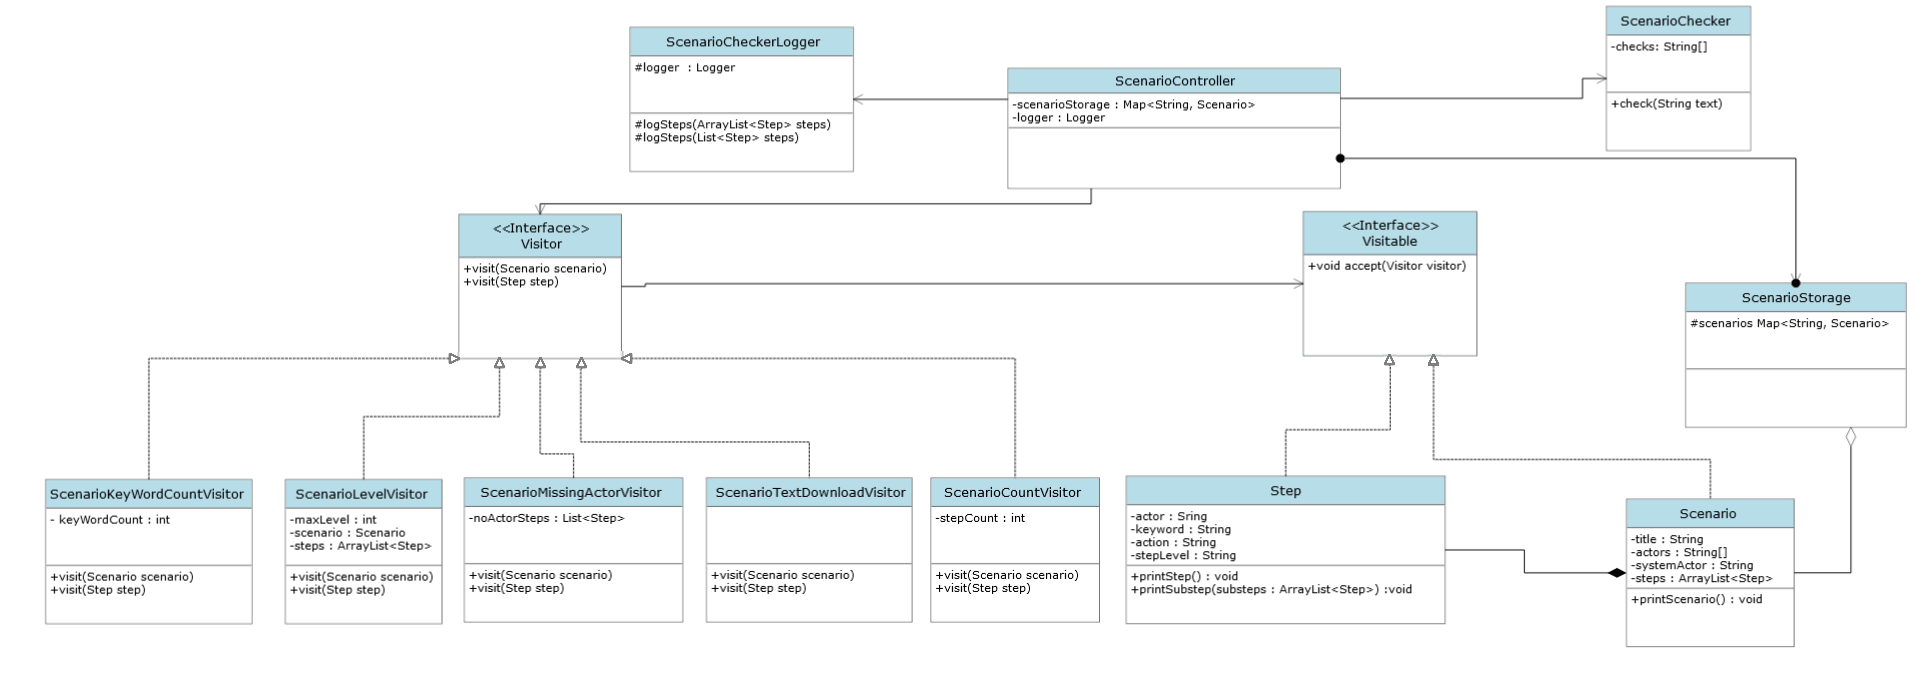 ScenarioChecker
-checks: String[]
+check(String text)
ScenarioCheckerLogger
#logger : Logger
#logSteps(ArrayList<Step> steps)
#logSteps(List<Step> steps)
ScenarioController
-scenarioStorage : Map<String, Scenario>
-logger : Logger
<<Interface>>
Visitor
+visit(Scenario scenario)
+visit(Step step)
<<Interface>>
Visitable
+void accept(Visitor visitor)
ScenarioStorage
#scenarios Map<String, Scenario>
ScenarioKeyWordCountVisitor
- keyWordCount : int
+visit(Scenario scenario)
+visit(Step step)
ScenarioLevelVisitor
-maxLevel : int
-scenario : Scenario
-steps : ArrayList<Step>
+visit(Scenario scenario)
+visit(Step step)
ScenarioMissingActorVisitor
-noActorSteps : List<Step>
+visit(Scenario scenario)
+visit(Step step)
ScenarioTextDownloadVisitor
+visit(Scenario scenario)
+visit(Step step)
ScenarioCountVisitor
-stepCount : int
+visit(Scenario scenario)
+visit(Step step)
Step
-actor : Sring
-keyword : String
-action : String
-stepLevel : String
+printStep() : void
+printSubstep(substeps : ArrayList<Step>) :void
Scenario
-title : String
-actors : String[]
-systemActor : String
-steps : ArrayList<Step>
+printScenario() : void